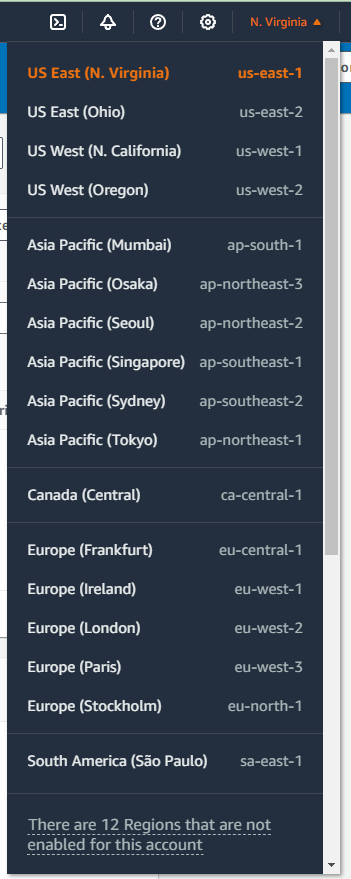 N. Virginia
US East (N. Virginia) us-east-1
US East (Ohio) us-east-2
US West (N. California) us-west-1
US West (Oregon) us-west-2
Asia Pacific (Mumbai) ap-south-1
Asia Pacific (Osaka) ap-northeast-3
Asia Pacific (Seoul) ap-northeast-2
Asia Pacific (Singapore) ap-southeast-1
Asia Pacific (Sydney) ap-southeast-2
Asia Pacific (Tokyo) ap-northeast-1
Canada (Central) ca-central-1
Europe (Frankfurt) eu-central-1
Europe (Ireland) eu-west-1
Europe (London) eu-west-2
Europe (Paris) eu-west-3
Europe (Stockholm) eu-north-1
South America (São Paulo) sa-east-1
There are 12 Regions that are not
enabled for this account